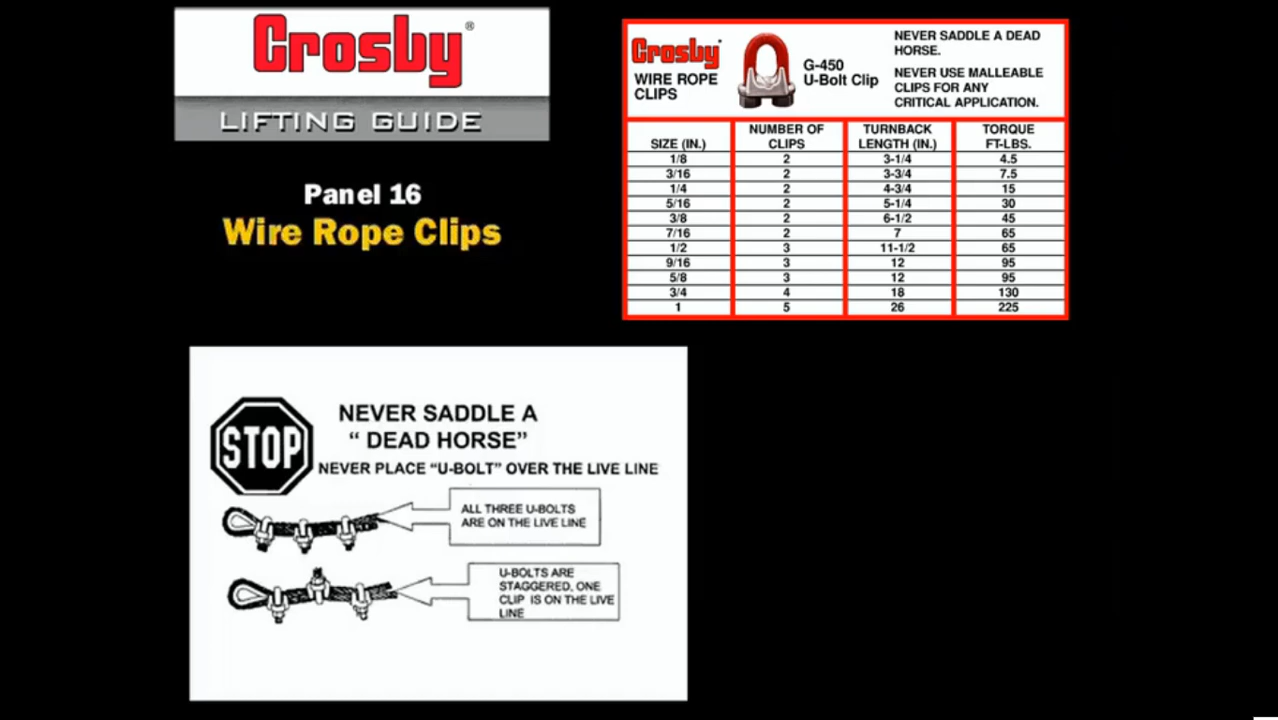 Crosby®
LIFTING GUIDE
Panel 16
Wire Rope Clips
Crosby
WIRE ROPE
CLIPS
G-450
U-Bolt Clip
NEVER SADDLE A DEAD
HORSE.
NEVER USE MALLEABLE
CLIPS FOR ANY
CRITICAL APPLICATION.
SIZE (IN.) NUMBER OF CLIPS TURNBACK LENGTH (IN.) TORQUE FT-LBS.
1/8 2 3-1/4 4.5
3/16 2 3-3/4 7.5
1/4 2 4-3/4 15
5/16 2 5-1/4 30
3/8 2 6-1/2 45
7/16 2 7 65
1/2 3 11-1/2 65
9/16 3 12 95
5/8 3 12 95
3/4 4 18 130
1 5 26 225
STOP
NEVER SADDLE A
“ DEAD HORSE”
NEVER PLACE “U-BOLT” OVER THE LIVE LINE
ALL THREE U-BOLTS
ARE ON THE LIVE LINE
U-BOLTS ARE
STAGGERED, ONE
CLIP IS ON THE LIVE
LINE